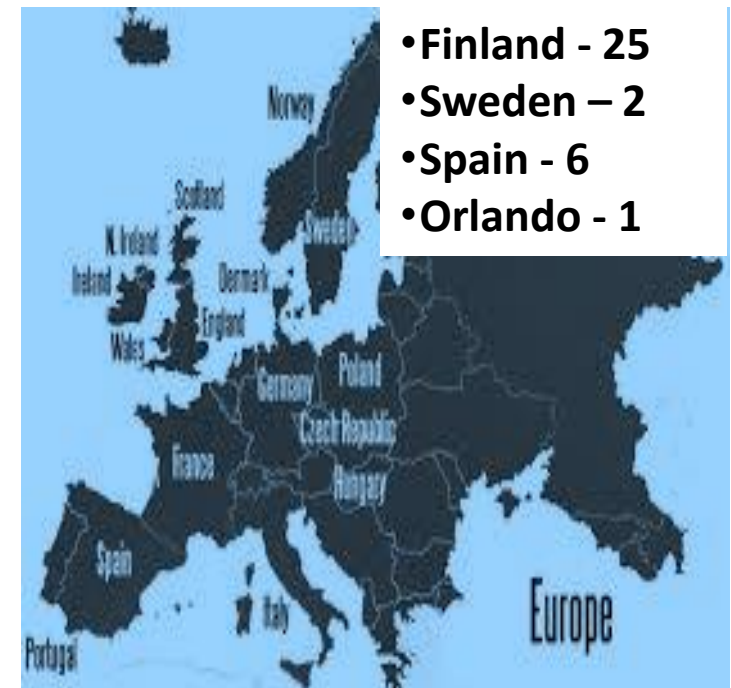 •Finland - 25
•Sweden – 2
•Spain - 6
•Orlando - 1
Norway
Scotland
Sweden
N. Ireland
Ireland
Denmark
England
Wales
Germany
Poland
Czech Republic
France
Hungary
Spain
Italy
Europe
Portugal